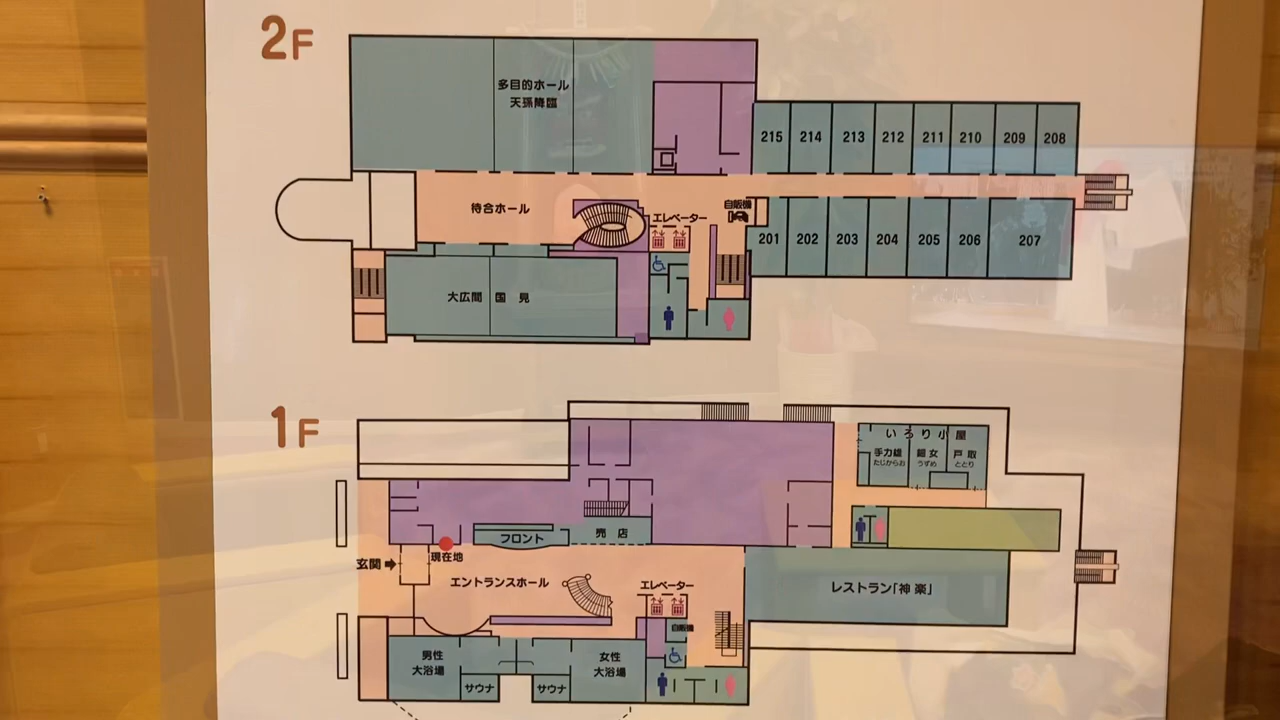 2F
多目的ホール
天孫降臨
215 214 213 212 211 210 209 208
待合ホール
自販機
エレベーター
201 202 203 204 205 206 207
大広間 国見
1F
いろり小屋
手力雄 鈿女 戸取
たじからお うずめ ととり
売店
フロント
現在地
玄関
エントランスホール
エレベーター
レストラン「神楽」
自販機
男性
大浴場
女性
大浴場
サウナ サウナ